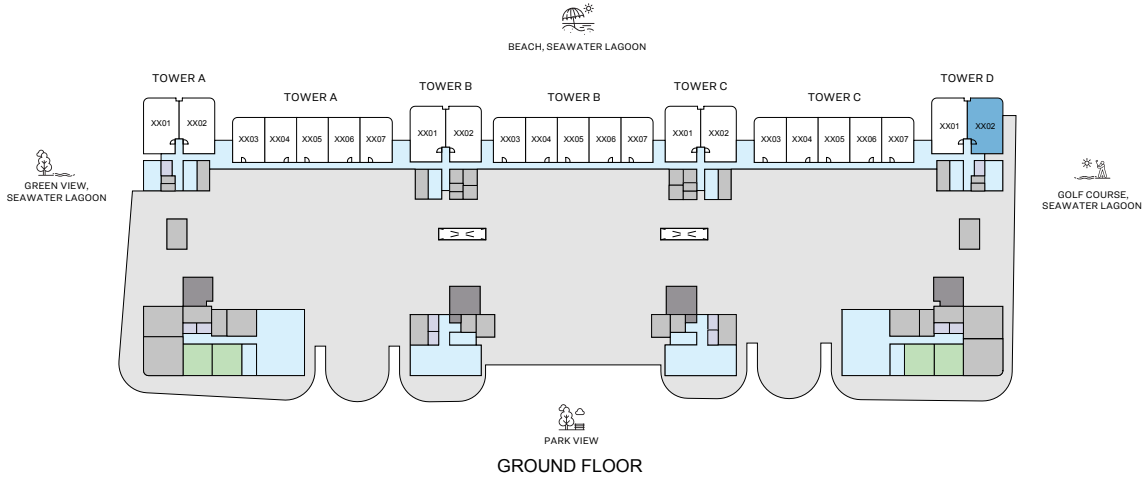 BEACH, SEAWATER LAGOON
TOWER A
TOWER A
TOWER B
TOWER B
TOWER C
TOWER C
TOWER D
XX01 XX02
XX03 XX04 XX05 XX06 XX07
XX01 XX02
XX03 XX04 XX05 XX06 XX07
XX01 XX02
XX03 XX04 XX05 XX06 XX07
XX01 XX02
GREEN VIEW,
SEAWATER LAGOON
GOLF COURSE,
SEAWATER LAGOON
PARK VIEW
GROUND FLOOR